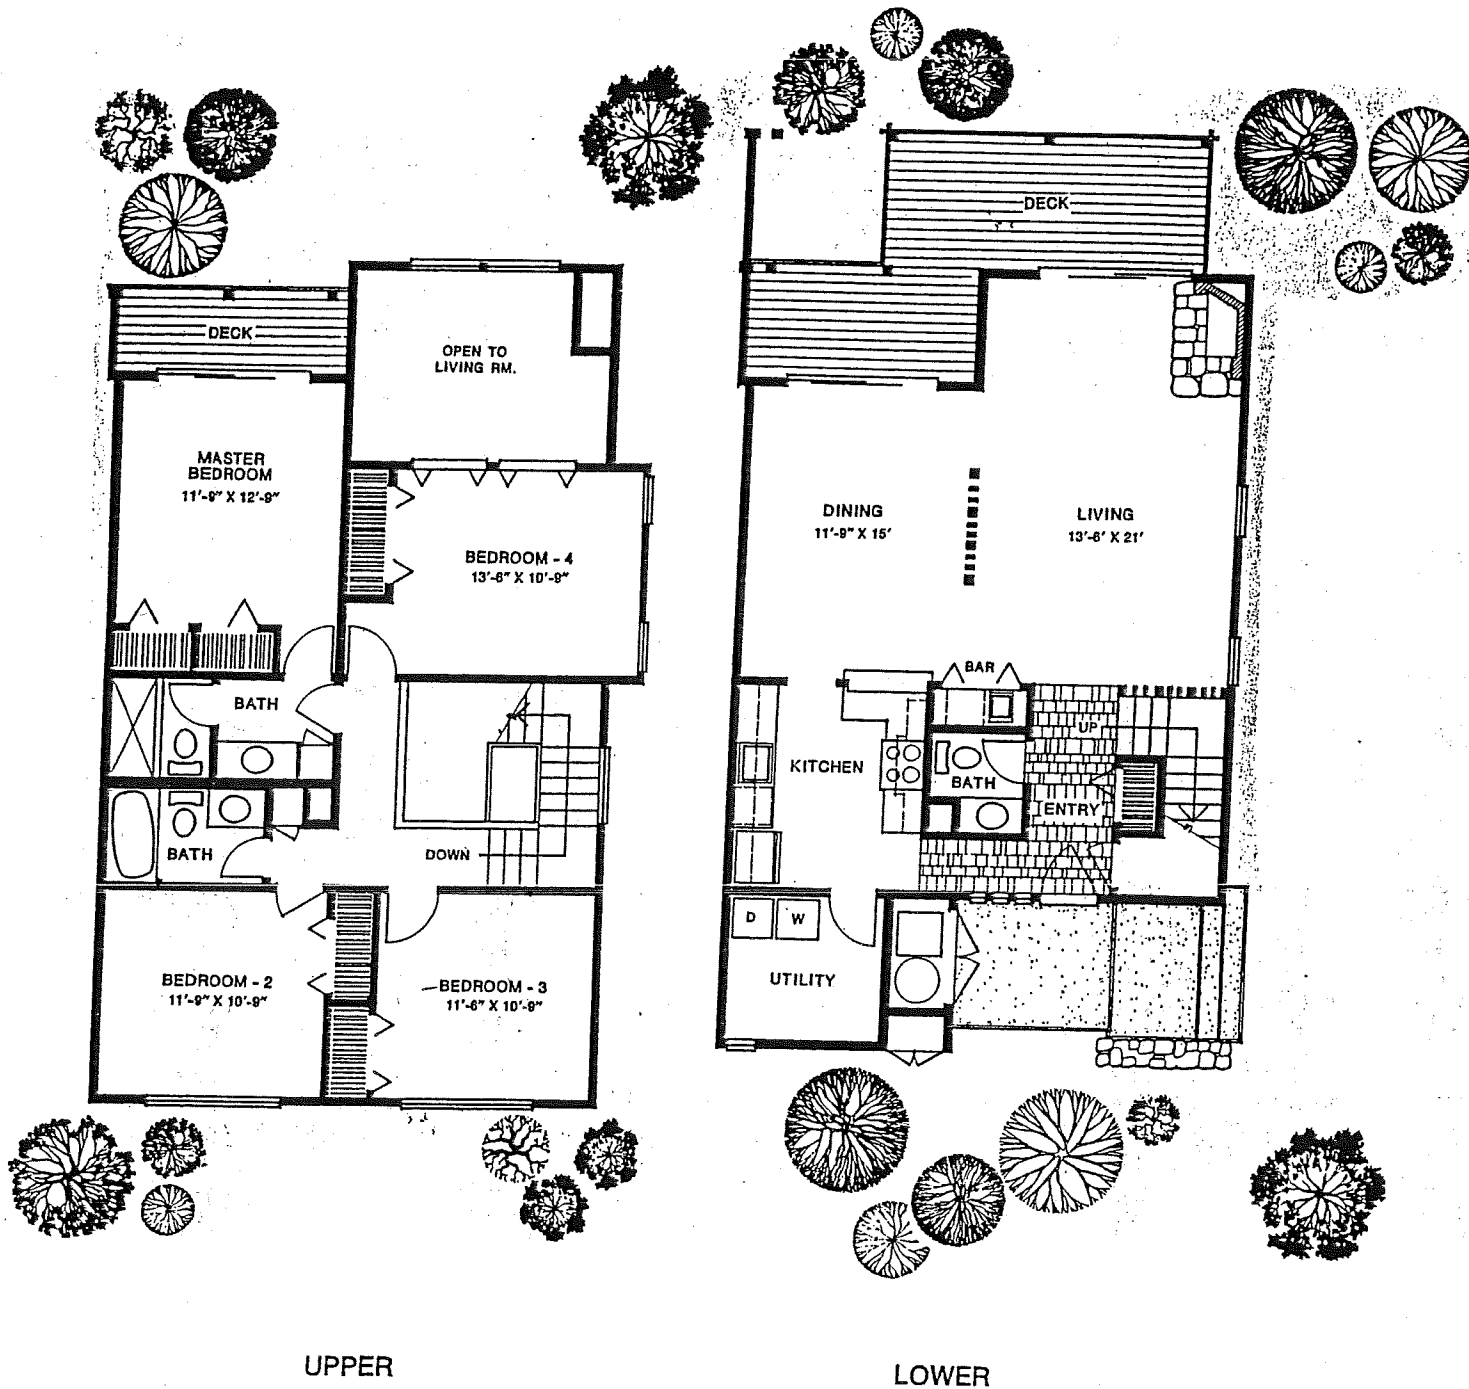 DECK
OPEN TO
LIVING RM.
MASTER
BEDROOM
11'-9" X 12'-9"
BEDROOM - 4
13'-6" X 10'-9"
BATH
BATH
DOWN
BEDROOM - 2
11'-9" X 10'-9"
BEDROOM - 3
11'-6" X 10'-9"
UPPER
DECK
DINING
11'-9" X 15'
LIVING
13'-6' X 21'
BAR
UP
KITCHEN
BATH
ENTRY
D
W
UTILITY
LOWER